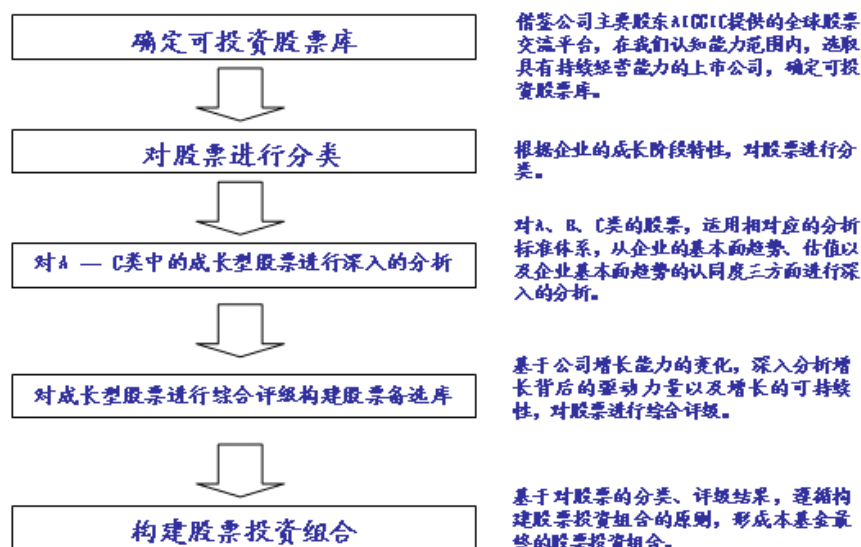 确定可投资股票库
借鉴公司主要股东AIGGIC提供的全球股票
交流平台，在我们认知能力范围内，选取
具有持续经营能力的上市公司，确定可投
资股票库。
对股票进行分类
根据企业的成长阶段特性，对股票进行分
类。
对A — C类中的成长型股票进行深入的分析
对A、B、C类的股票，运用相对应的分析
标准体系，从企业的基本面趋势、估值以
及企业基本面趋势的认同度三方面进行深
入的分析。
对成长型股票进行综合评级构建股票备选库
基于公司增长能力的变化，深入分析增
长背后的驱动力量以及增长的可持续
性，对股票进行综合评级。
构建股票投资组合
基于对股票的分类、评级结果，遵循构
建股票投资组合的原则，形成本基金最
终的股票投资组合。